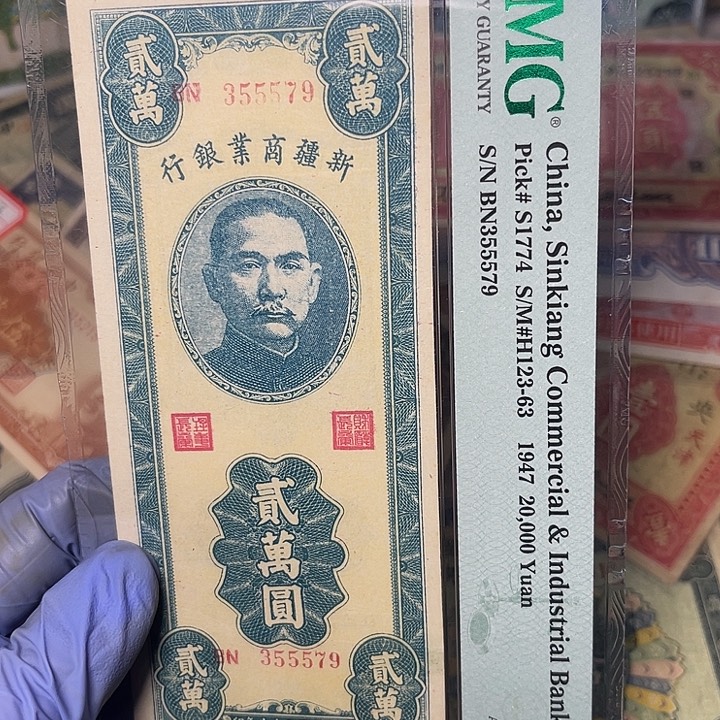 貳萬
貳萬
BN 355579
行銀業商疆新
貳萬圓
BN 355579
貳萬
貳萬
PMG
Y GUARANTY
China, Sinkiang Commercial & Industrial Bank
Pick# S1774 S/M#H123-63 1947 20,000 Yuan
S/N BN355579